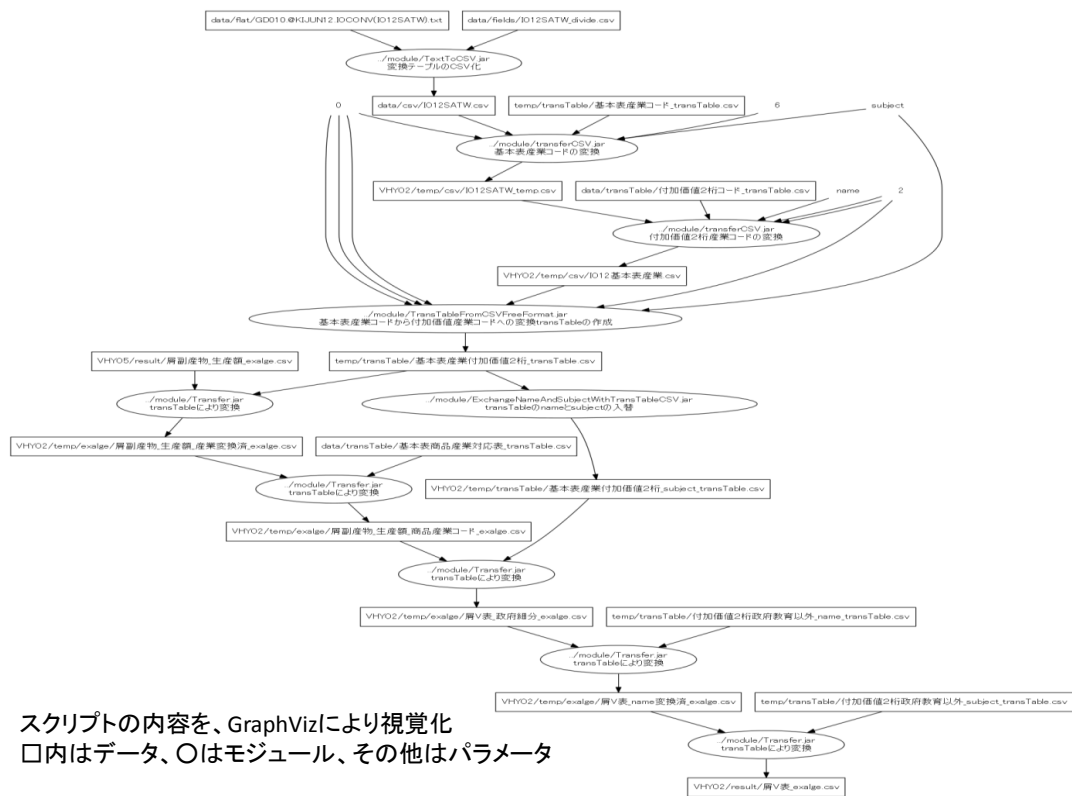 data/flat/GD010.@KIJUN12.IOCONV(IO12SATW).txt
data/fields/IO12SATW_divide.csv
../module/TextToCSV.jar
変換テーブルのCSV化
0
data/csv/IO12SATW.csv
temp/transTable/基本表産業コード_transTable.csv
6
subject
../module/transferCSV.jar
基本表産業コードの変換
VHYO2/temp/csv/IO12SATW_temp.csv
data/transTable/付加価値2桁コード_transTable.csv
name
2
../module/transferCSV.jar
付加価値2桁産業コードの変換
VHYO2/temp/csv/IO12基本表産業.csv
../module/TransTableFromCSVFreeFormat.jar
基本表産業コードから付加価値産業コードへの変換transTableの作成
VHYO5/result/屑副産物_生産額_exalge.csv
temp/transTable/基本表産業付加価値2桁_transTable.csv
../module/Transfer.jar
transTableにより変換
../module/ExchangeNameAndSubjectWithTransTableCSV.jar
transTableのnameとsubjectの入替
VHYO2/temp/exalge/屑副産物_生産額_産業変換済_exalge.csv
data/transTable/基本表商品産業対応表_transTable.csv
../module/Transfer.jar
transTableにより変換
VHYO2/temp/transTable/基本表産業付加価値2桁_subject_transTable.csv
VHYO2/temp/exalge/屑副産物_生産額_商品産業コード_exalge.csv
../module/Transfer.jar
transTableにより変換
VHYO2/temp/exalge/屑V表_政府細分_exalge.csv
temp/transTable/付加価値2桁政府教育以外_name_transTable.csv
../module/Transfer.jar
transTableにより変換
VHYO2/temp/exalge/屑V表_name変換済_exalge.csv
temp/transTable/付加価値2桁政府教育以外_subject_transTable.csv
../module/Transfer.jar
transTableにより変換
VHYO2/result/屑V表_exalge.csv
スクリプトの内容を、GraphVizにより視覚化
□内はデータ、〇はモジュール、その他はパラメータ